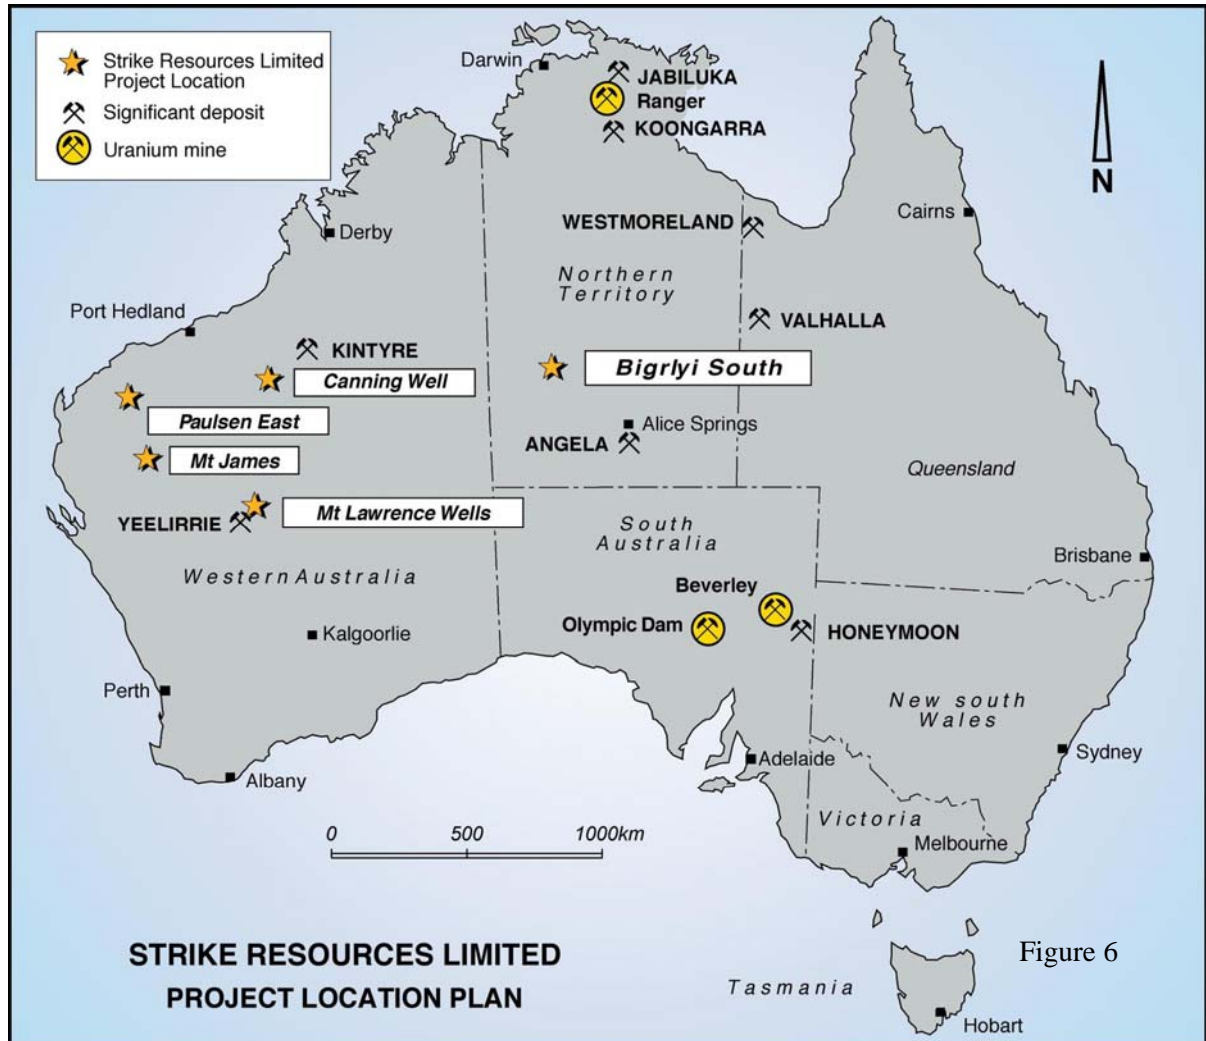 Strike Resources Limited
Project Location
Significant deposit
Uranium mine
Darwin
JABILUKA
Ranger
KOONGARRA
N
Derby
WESTMORELAND
Cairns
Northern
Territory
Port Hedland
KINTYRE
VALHALLA
Canning Well
Bigrlyi South
Paulsen East
Alice Springs
ANGELA
Mt James
Queensland
YEELIRRIE
Mt Lawrence Wells
South
Australia
Western Australia
Brisbane
Beverley
Olympic Dam
HONEYMOON
Kalgoorlie
Perth
New south
Wales
Sydney
Adelaide
Albany
Victoria
0 500 1000km
Melbourne
STRIKE RESOURCES LIMITED
PROJECT LOCATION PLAN
Figure 6
Tasmania
Hobart